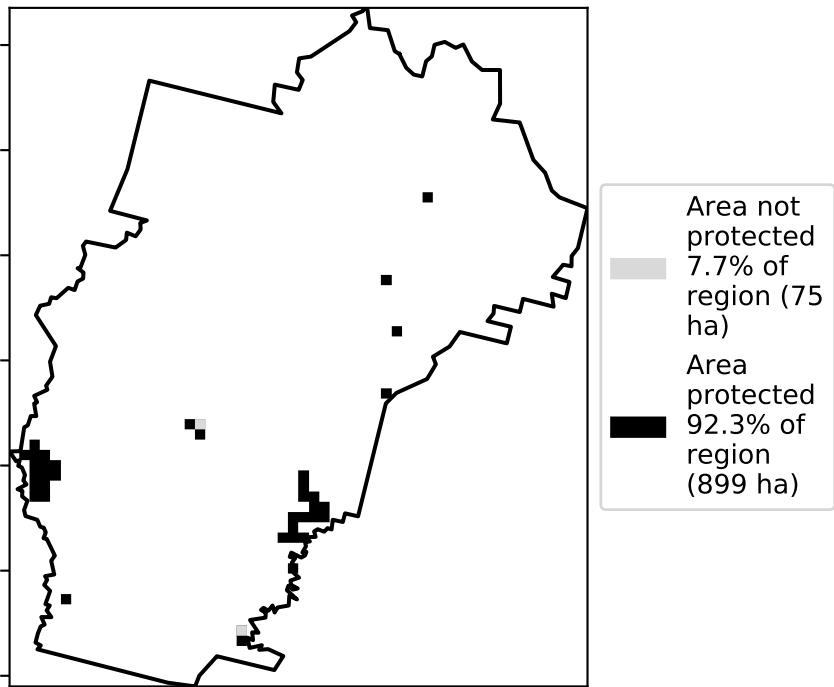 Area not
protected
7.7% of
region (75
ha)
Area
protected
92.3% of
region
(899 ha)